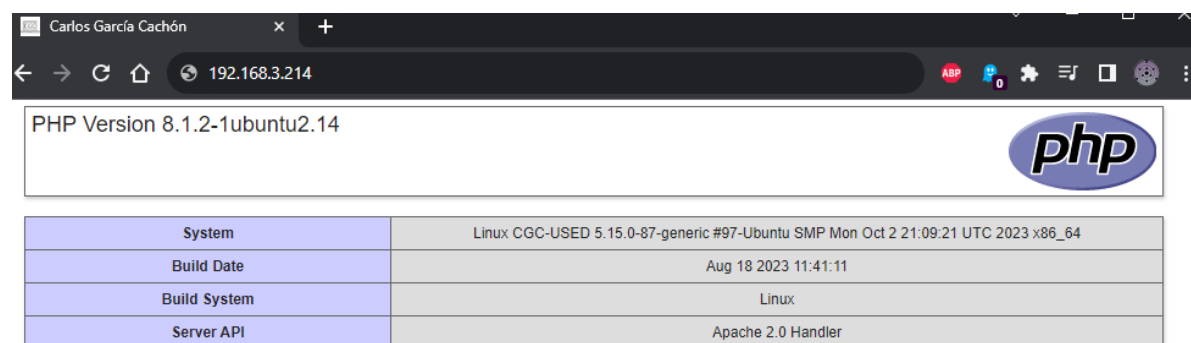 Carlos García Cachón
192.168.3.214
ABP
0
PHP Version 8.1.2-1ubuntu2.14
php
System Linux CGC-USED 5.15.0-87-generic #97-Ubuntu SMP Mon Oct 2 21:09:21 UTC 2023 x86_64
Build Date Aug 18 2023 11:41:11
Build System Linux
Server API Apache 2.0 Handler